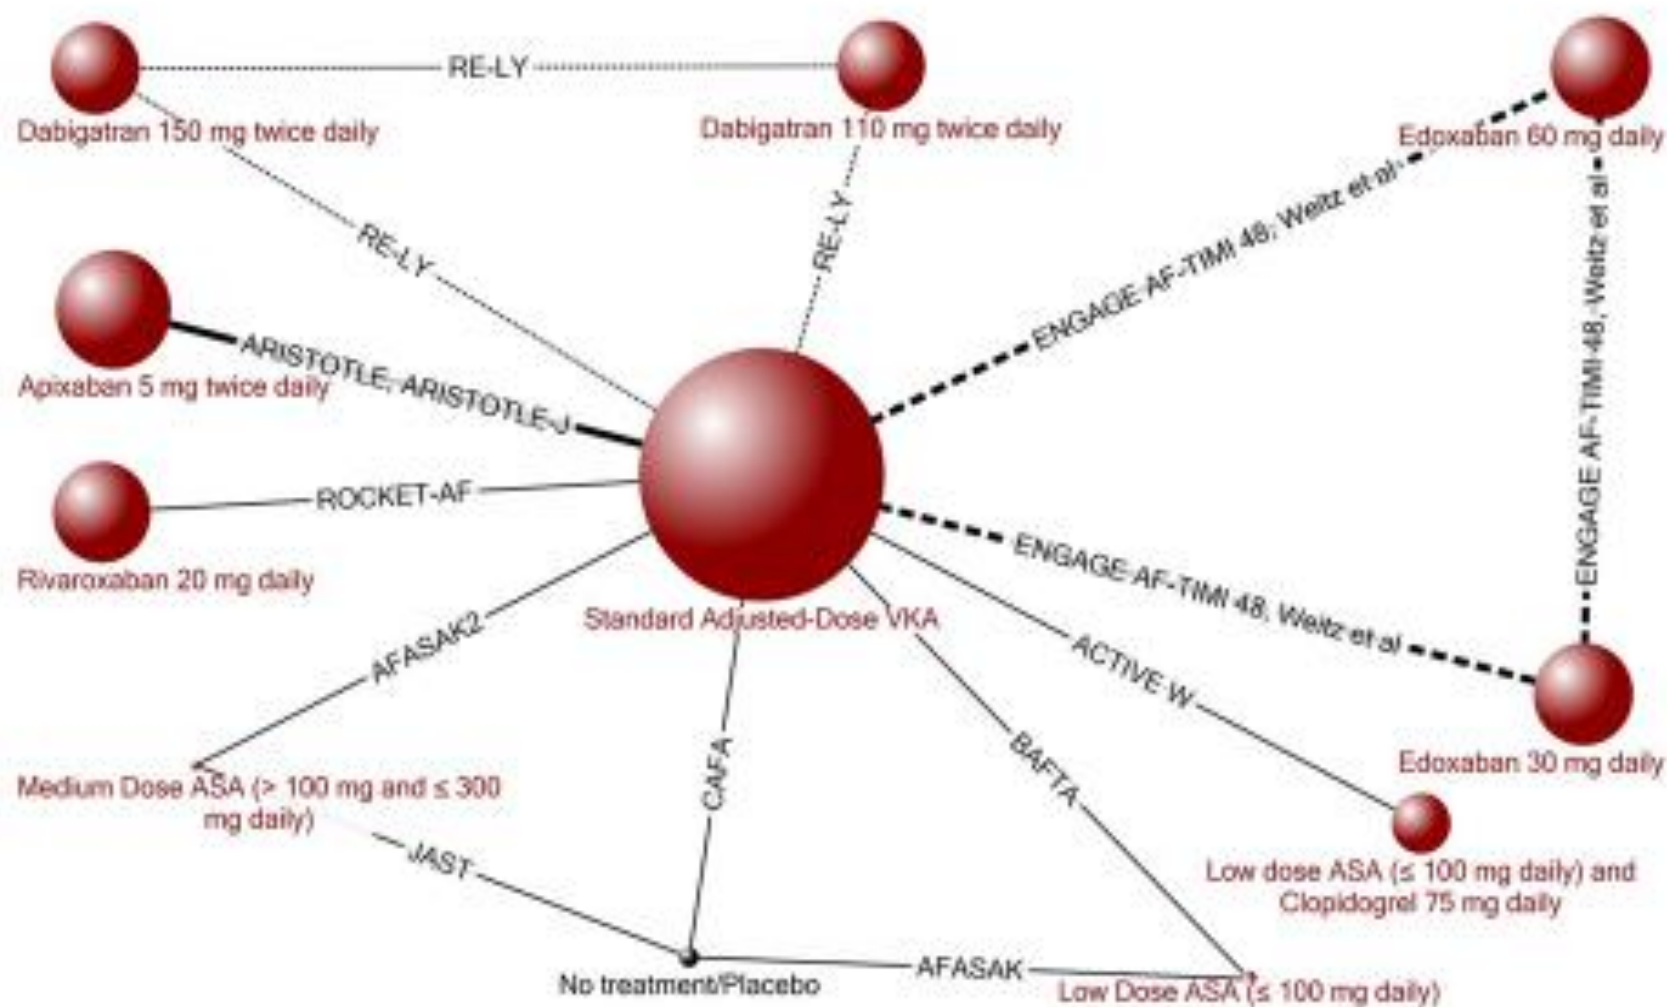 RE-LY
Dabigatran 150 mg twice daily
Dabigatran 110 mg twice daily
Edoxaban 60 mg daily
RE-LY
RE-LY
ENGAGE AF-TIMI 48, Weitz et al
ENGAGE AF-TIMI 48, Weitz et al
ARISTOTLE, ARISTOTLE-J
Apixaban 5 mg twice daily
ROCKET-AF
Rivaroxaban 20 mg daily
Standard Adjusted-Dose VKA
ENGAGE AF-TIMI 48, Weitz et al
AFASAK2
ACTIVE W
CAFA
BAFTA
Edoxaban 30 mg daily
Medium Dose ASA (> 100 mg and ≤ 300
mg daily)
JAST
Low dose ASA (≤ 100 mg daily) and
Clopidogrel 75 mg daily
AFASAK
No treatment/Placebo
Low Dose ASA (≤ 100 mg daily)